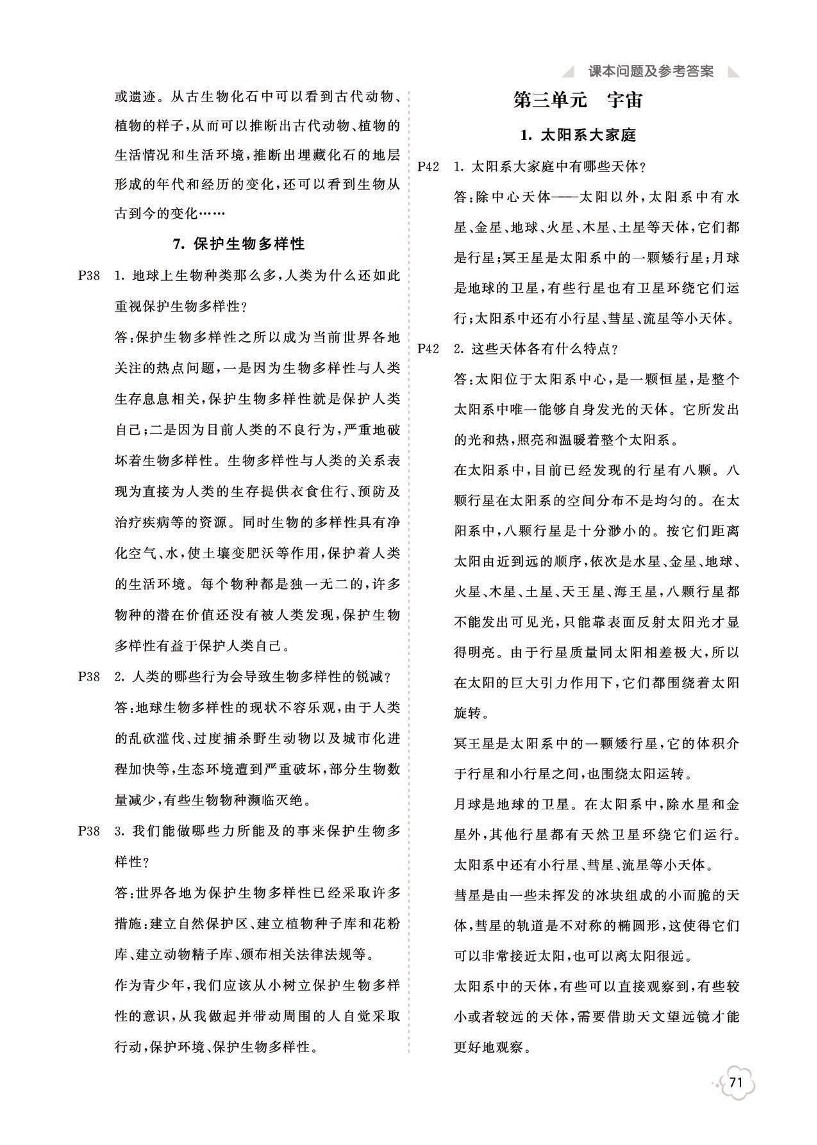 课本问题及参考答案
或遗迹。从古生物化石中可以看到古代动物、
植物的样子,从而可以推断出古代动物、植物的
生活情况和生活环境,推断出埋藏化石的地层
形成的年代和经历的变化,还可以看到生物从
古到今的变化……
7. 保护生物多样性
P38 1. 地球上生物种类那么多,人类为什么还如此
重视保护生物多样性?
答:保护生物多样性之所以成为当前世界各地
关注的热点问题,一是因为生物多样性与人类
生存息息相关,保护生物多样性就是保护人类
自己;二是因为目前人类的不良行为,严重地破
坏着生物多样性。生物多样性与人类的关系表
现为直接为人类的生存提供衣食住行、预防及
治疗疾病等的资源。同时生物的多样性具有净
化空气、水,使土壤变肥沃等作用,保护着人类
的生活环境。每个物种都是独一无二的,许多
物种的潜在价值还没有被人类发现,保护生物
多样性有益于保护人类自己。
P38 2. 人类的哪些行为会导致生物多样性的锐减?
答:地球生物多样性的现状不容乐观,由于人类
的乱砍滥伐、过度捕杀野生动物以及城市化进
程加快等,生态环境遭到严重破坏,部分生物数
量减少,有些生物物种濒临灭绝。
P38 3. 我们能做哪些力所能及的事来保护生物多
样性?
答:世界各地为保护生物多样性已经采取许多
措施:建立自然保护区、建立植物种子库和花粉
库、建立动物精子库、颁布相关法律法规等。
作为青少年,我们应该从小树立保护生物多样
性的意识,从我做起并带动周围的人自觉采取
行动,保护环境、保护生物多样性。
第三单元 宇宙
1. 太阳系大家庭
P42 1. 太阳系大家庭中有哪些天体?
答:除中心天体——太阳以外,太阳系中有水
星、金星、地球、火星、木星、土星等天体,它们都
是行星;冥王星是太阳系中的一颗矮行星;月球
是地球的卫星,有些行星也有卫星环绕它们运
行;太阳系中还有小行星、彗星、流星等小天体。
P42 2. 这些天体各有什么特点?
答:太阳位于太阳系中心,是一颗恒星,是整个
太阳系中唯一能够自身发光的天体。它所发出
的光和热,照亮和温暖着整个太阳系。
在太阳系中,目前已经发现的行星有八颗。八
颗行星在太阳系的空间分布不是均匀的。在太
阳系中,八颗行星是十分渺小的。按它们距离
太阳由近到远的顺序,依次是水星、金星、地球、
火星、木星、土星、天王星、海王星,八颗行星都
不能发出可见光,只能靠表面反射太阳光才显
得明亮。由于行星质量同太阳相差极大,所以
在太阳的巨大引力作用下,它们都围绕着太阳
旋转。
冥王星是太阳系中的一颗矮行星,它的体积介
于行星和小行星之间,也围绕太阳运转。
月球是地球的卫星。在太阳系中,除水星和金
星外,其他行星都有天然卫星环绕它们运行。
太阳系中还有小行星、彗星、流星等小天体。
彗星是由一些未挥发的冰块组成的小而脆的天
体,彗星的轨道是不对称的椭圆形,这使得它们
可以非常接近太阳,也可以离太阳很远。
太阳系中的天体,有些可以直接观察到,有些较
小或者较远的天体,需要借助天文望远镜才能
更好地观察。
71